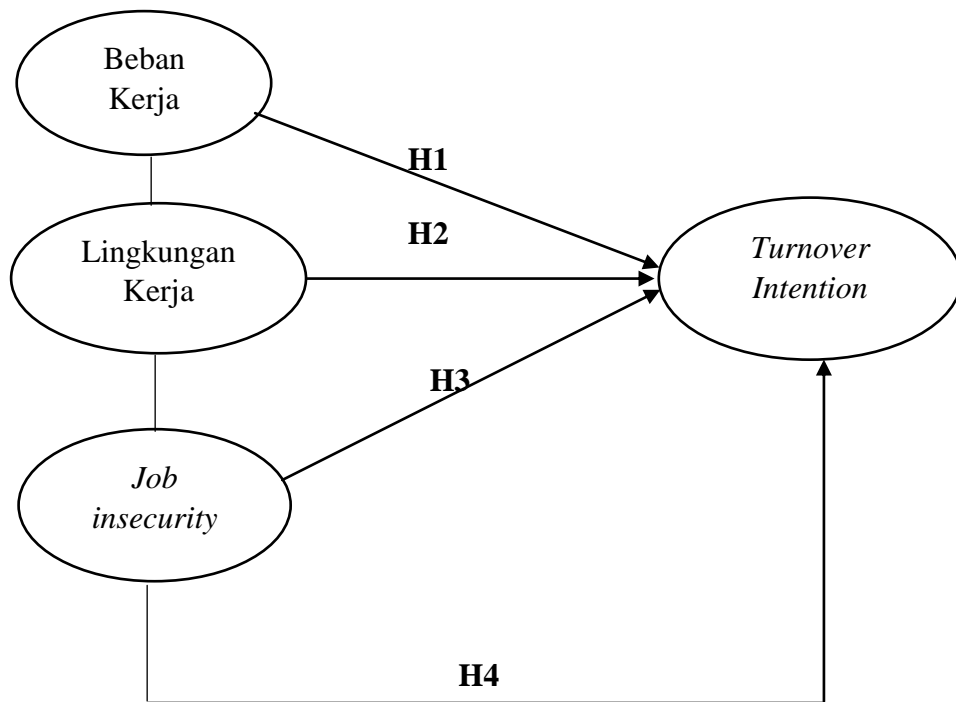 Beban
Kerja
H1
H2
Lingkungan
Kerja
Turnover
Intention
H3
Job
insecurity
H4